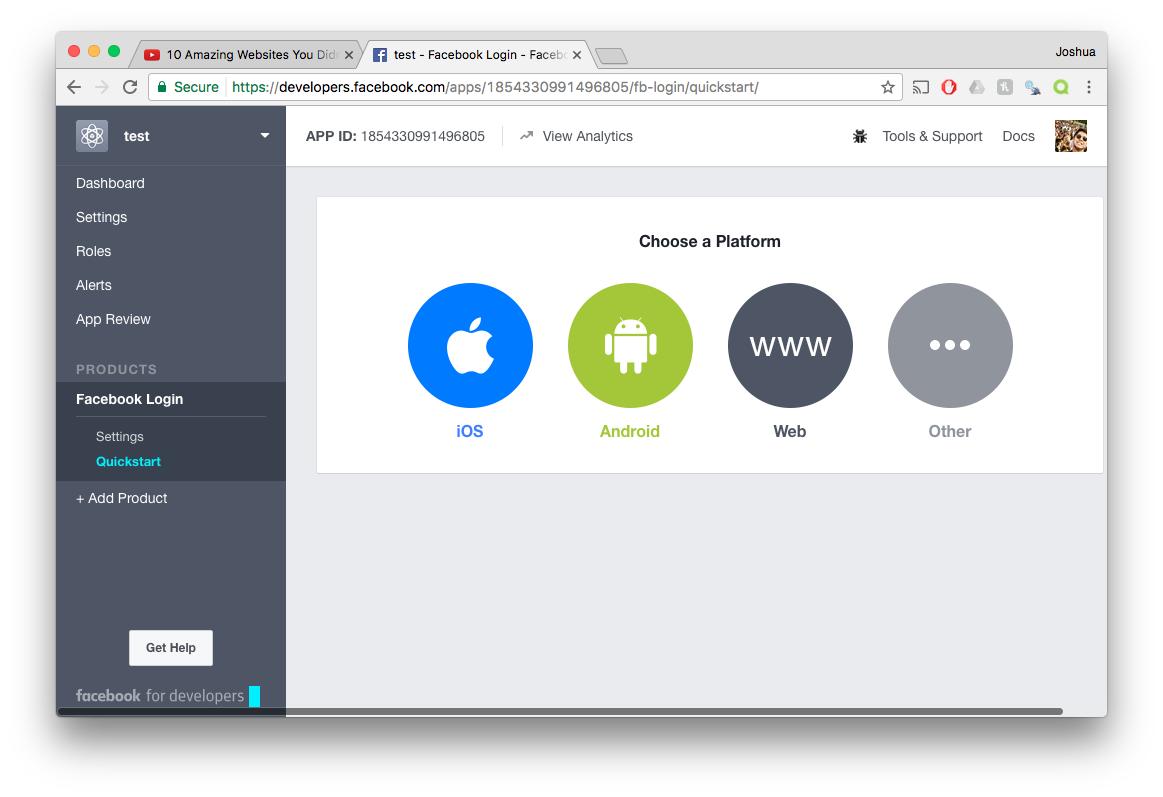 10 Amazing Websites You Didn
test - Facebook Login - Faceb
Joshua
Secure https://developers.facebook.com/apps/1854330991496805/fb-login/quickstart/
test
APP ID: 1854330991496805
View Analytics
Tools & Support
Docs
Dashboard
Settings
Roles
Alerts
App Review
PRODUCTS
Facebook Login
Settings
Quickstart
+ Add Product
Get Help
facebook for developers
Choose a Platform
www
iOS
Android
Web
Other